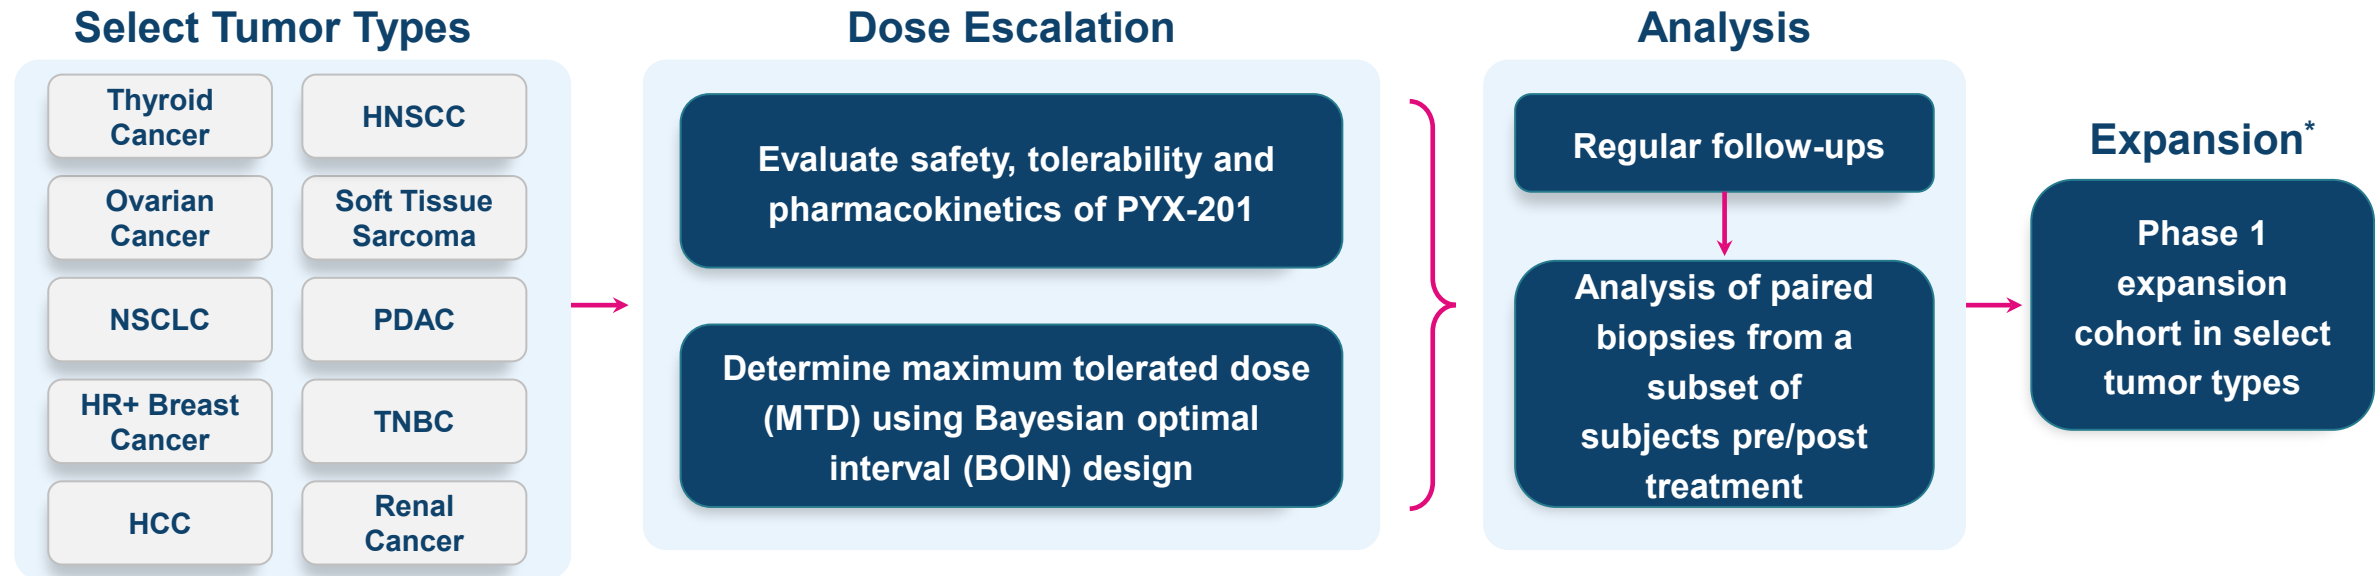 Select Tumor Types
Thyroid
Cancer
HNSCC
Ovarian
Cancer
Soft Tissue
Sarcoma
NSCLC
PDAC
HR+ Breast
Cancer
TNBC
HCC
Renal
Cancer
Dose Escalation
Evaluate safety, tolerability and
pharmacokinetics of PYX-201
Determine maximum tolerated dose
(MTD) using Bayesian optimal
interval (BOIN) design
Analysis
Regular follow-ups
Analysis of paired
biopsies from a
subset of
subjects pre/post
treatment
Expansion*
Phase 1
expansion
cohort in select
tumor types